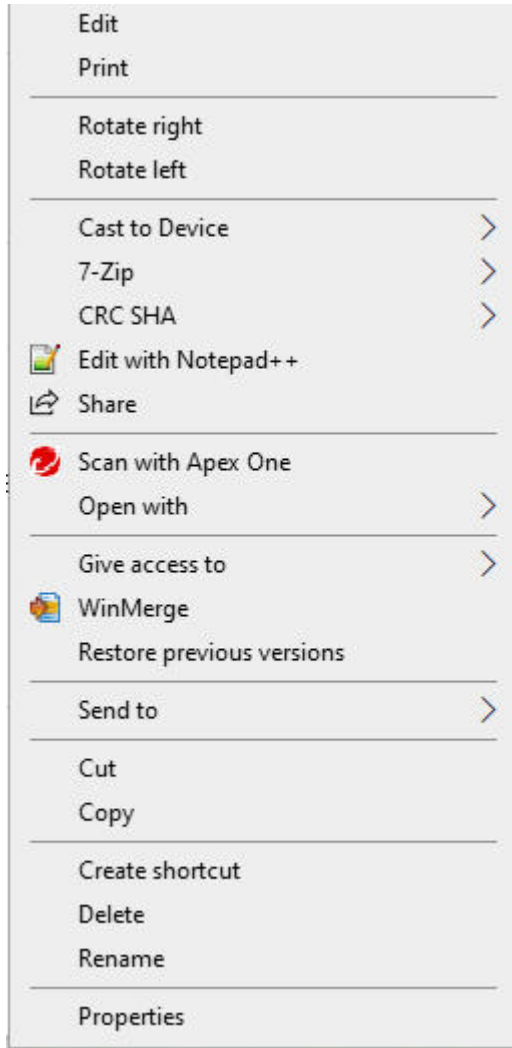 Edit
Print
Rotate right
Rotate left
Cast to Device
7-Zip
CRC SHA
Edit with Notepad++
Share
Scan with Apex One
Open with
Give access to
WinMerge
Restore previous versions
Send to
Cut
Copy
Create shortcut
Delete
Rename
Properties